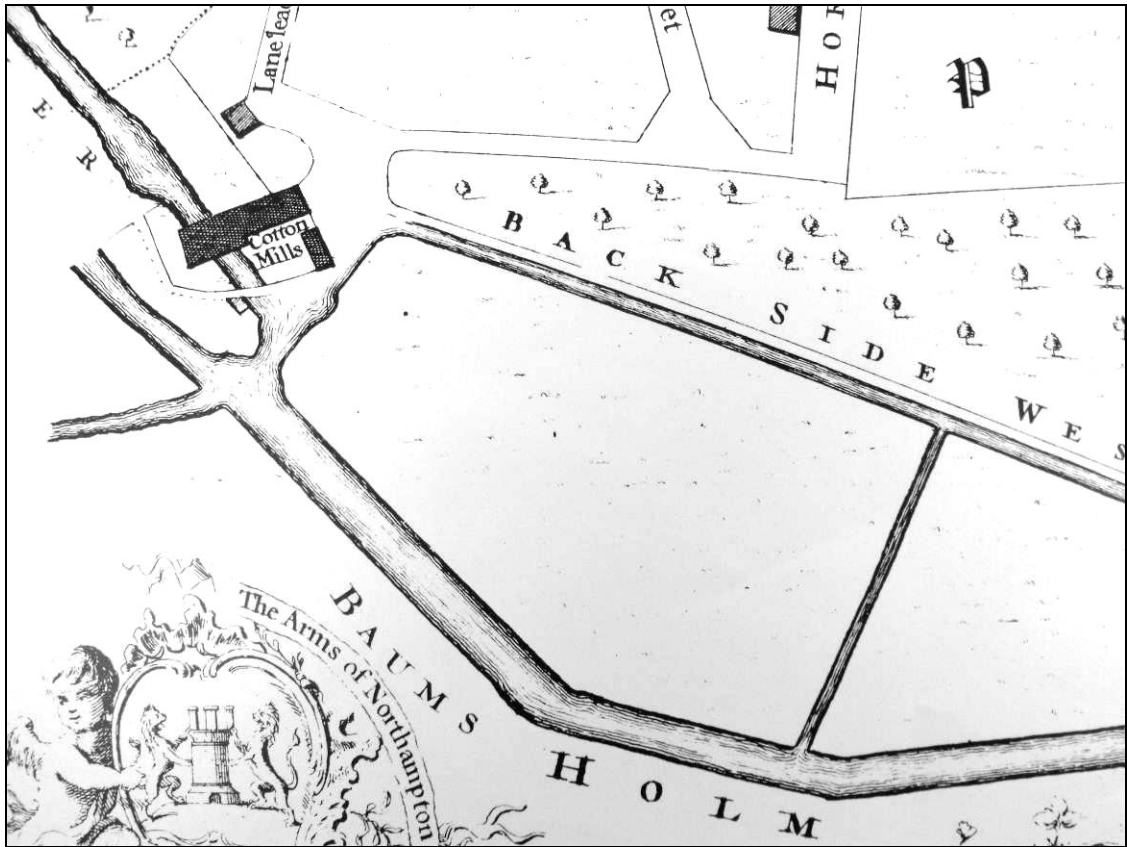 Lane lead
et
HOR
P
E R
Cotton
Mills
BACK SIDE WES
BAUMS
HOLM
The Arms of Northampton